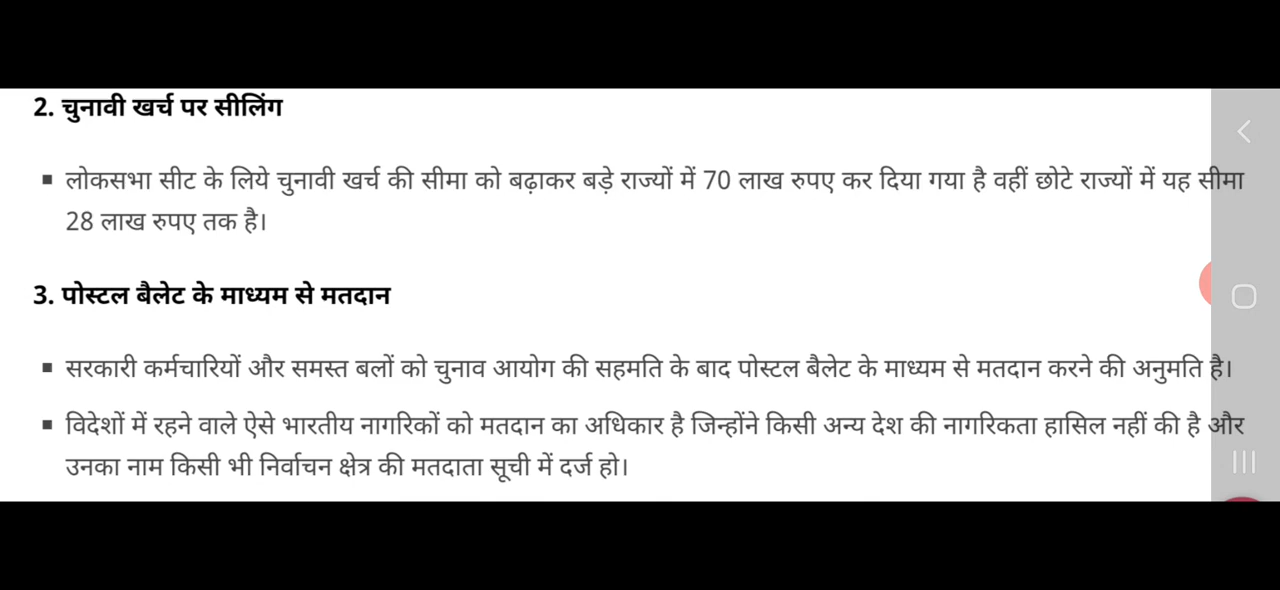 2. चुनावी खर्च पर सीलिंग
▪ लोकसभा सीट के लिये चुनावी खर्च की सीमा को बढ़ाकर बड़े राज्यों में 70 लाख रुपए कर दिया गया है वहीं छोटे राज्यों में यह सीमा
28 लाख रुपए तक है।
3. पोस्टल बैलेट के माध्यम से मतदान
▪ सरकारी कर्मचारियों और समस्त बलों को चुनाव आयोग की सहमति के बाद पोस्टल बैलेट के माध्यम से मतदान करने की अनुमति है।
▪ विदेशों में रहने वाले ऐसे भारतीय नागरिकों को मतदान का अधिकार है जिन्होंने किसी अन्य देश की नागरिकता हासिल नहीं की है और
उनका नाम किसी भी निर्वाचन क्षेत्र की मतदाता सूची में दर्ज हो।